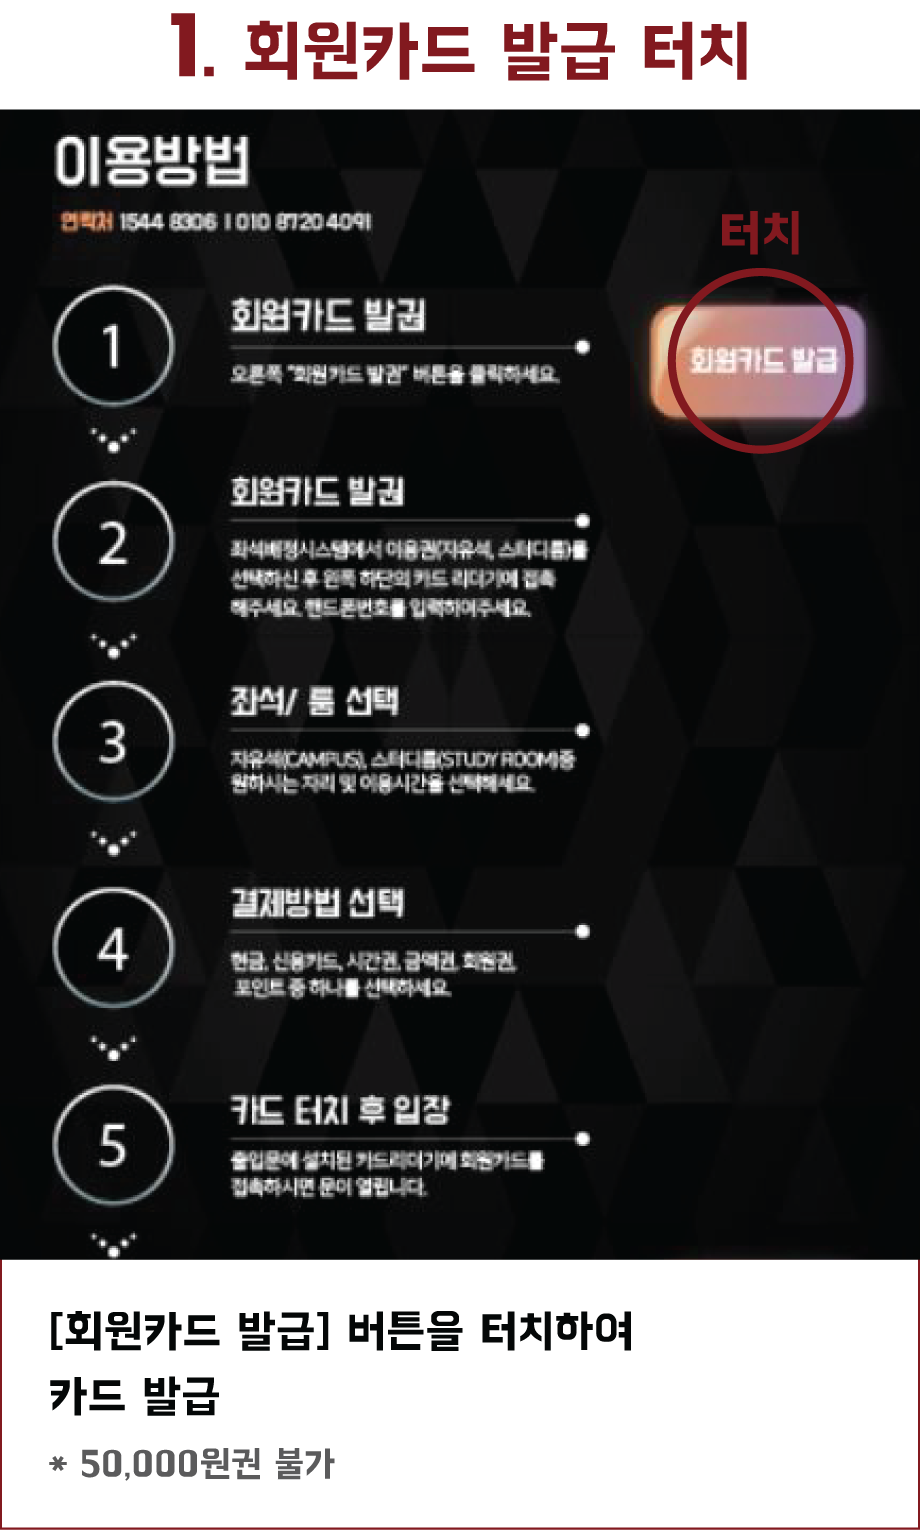 1. 회원카드 발급 터치
이용방법
연락처 1544 8306 I 010 8720 4091
터치
1
회원카드 발권
오른쪽 "회원카드 발권" 버튼을 클릭하세요.
회원카드 발급
2
회원카드 발권
좌석배정시스템에서 이용권(자유석, 스터디룸)를
선택하신 후 왼쪽 하단의 카드 리더기에 접촉
해주세요. 핸드폰번호를 입력하여주세요.
3
좌석/ 룸 선택
자유석(CAMPUS), 스터디룸(STUDY ROOM)중
원하시는 자리 및 이용시간을 선택해세요.
4
결제방법 선택
현금, 신용카드, 시간권, 금액권, 회원권,
포인트 중 하나를 선택하세요.
5
카드 터치 후 입장
출입문에 설치된 카드리더기에 회원카드를
접촉하시면 문이 열립니다.
[회원카드 발급] 버튼을 터치하여
카드 발급
* 50,000원권 불가